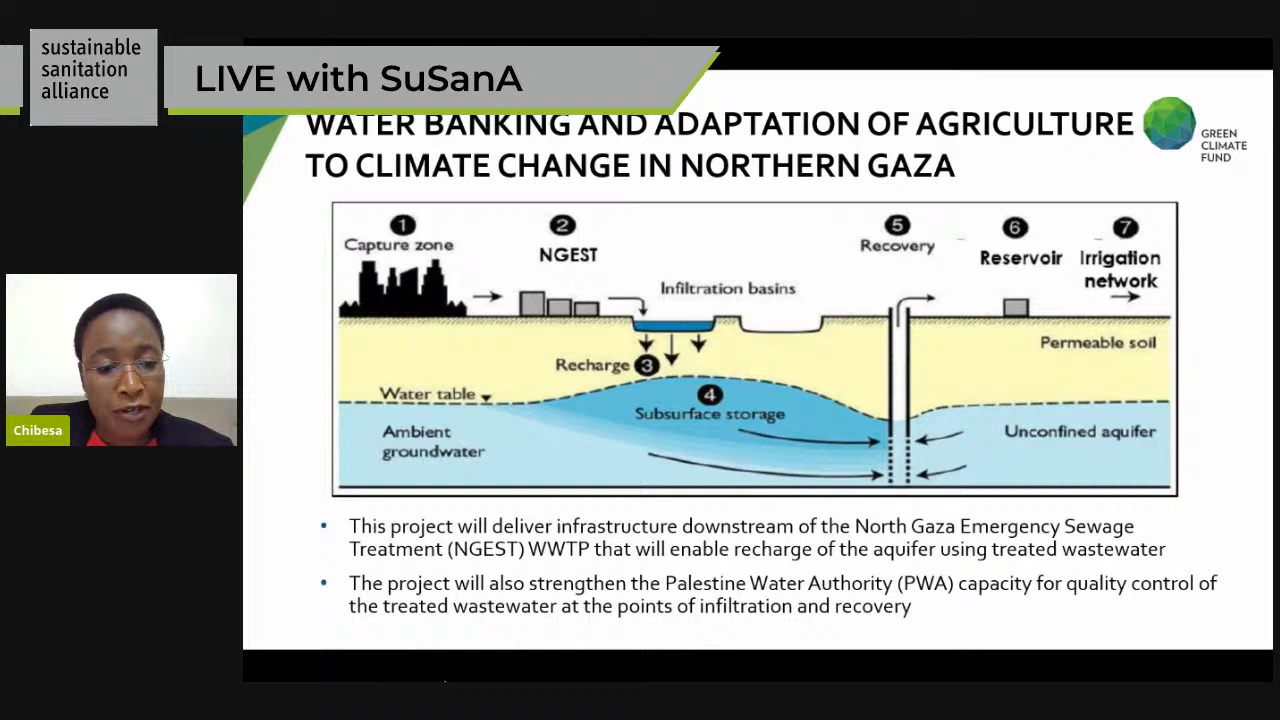 sustainable
sanitation
alliance
LIVE with SuSanA
WATER BANKING AND ADAPTATION OF AGRICULTURE
TO CLIMATE CHANGE IN NORTHERN GAZA
GREEN
CLIMATE
FUND
1
Capture zone
2
NGEST
5
Recovery
6
Reservoir
7
Irrigation
network
Infiltration basins
Permeable soil
Recharge 3
Water table
4
Subsurface storage
Ambient
groundwater
Unconfined aquifer
Chibesa
• This project will deliver infrastructure downstream of the North Gaza Emergency Sewage
Treatment (NGEST) WWTP that will enable recharge of the aquifer using treated wastewater
• The project will also strengthen the Palestine Water Authority (PWA) capacity for quality control of
the treated wastewater at the points of infiltration and recovery